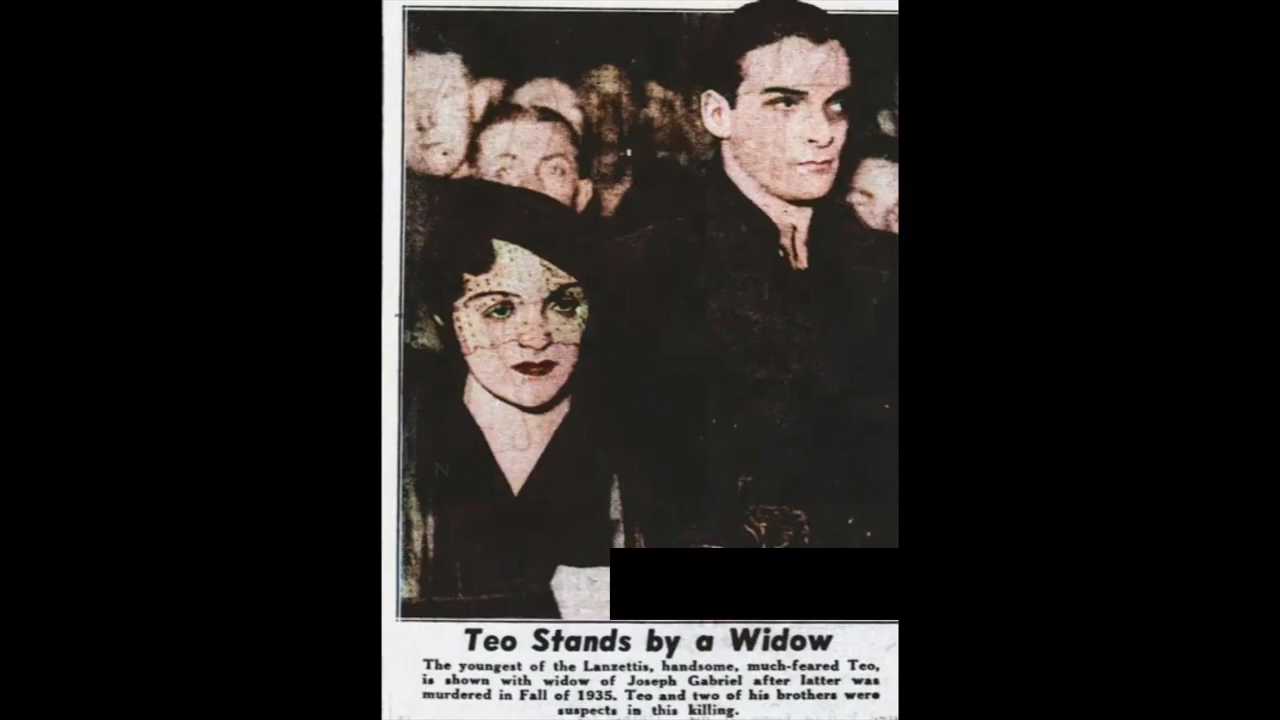 Teo Stands by a Widow
The youngest of the Lanzettis, handsome, much-feared Teo,
is shown with widow of Joseph Gabriel after latter was
murdered in Fall of 1935. Teo and two of his brothers were
suspects in this killing.